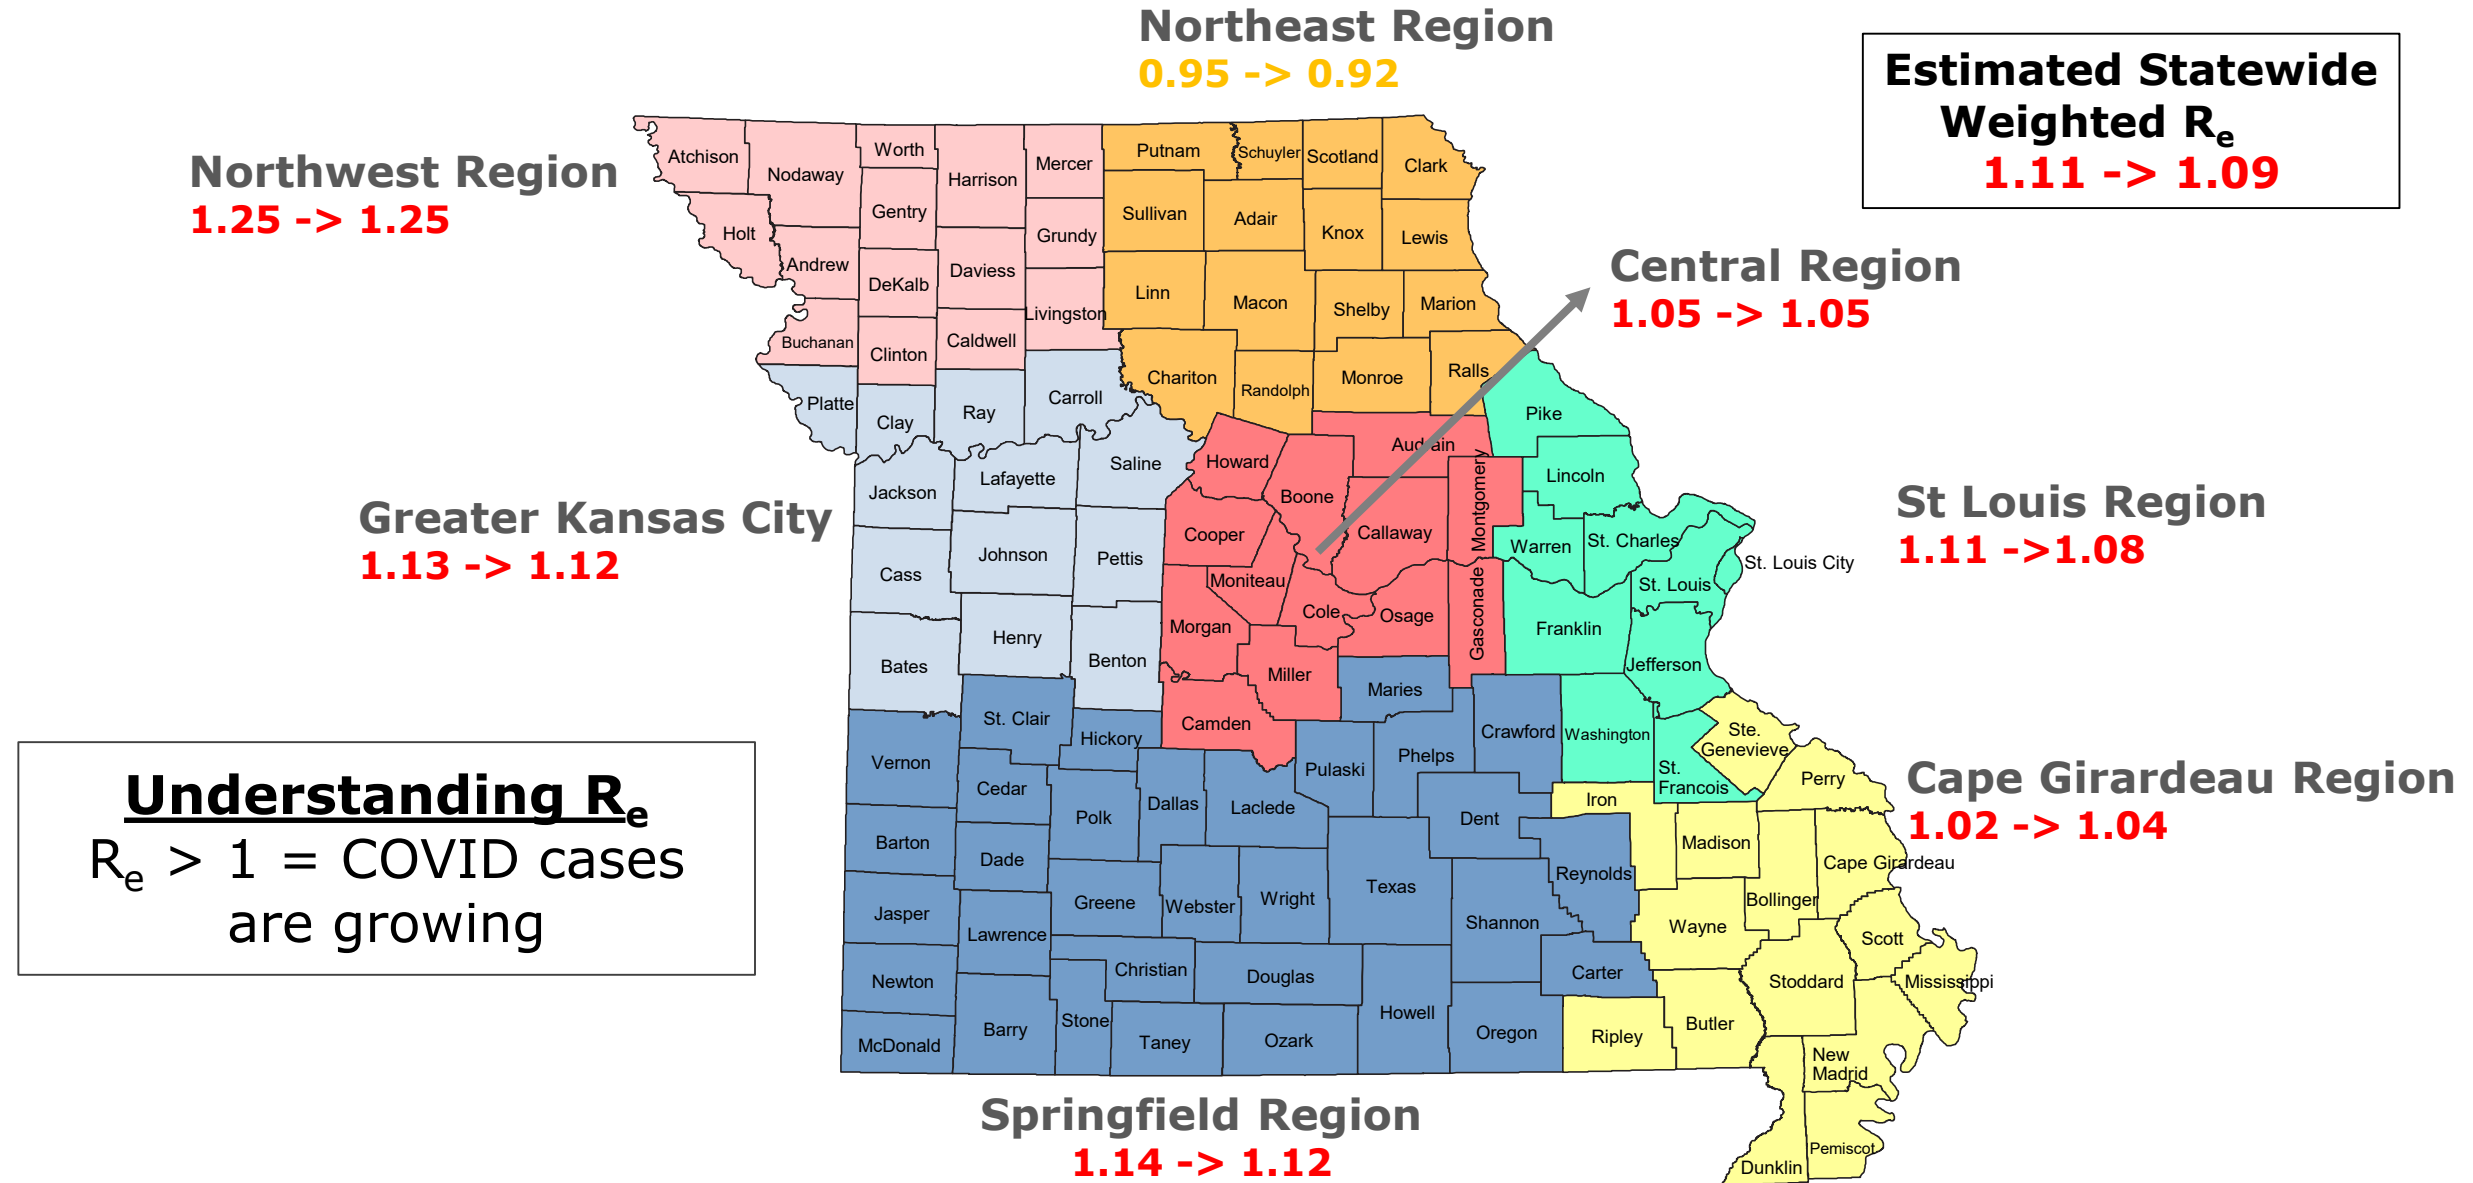 Northeast Region
0.95 -> 0.92
Estimated Statewide
Weighted Re
1.11 -> 1.09
Northwest Region
1.25 -> 1.25
Central Region
1.05 -> 1.05
Greater Kansas City
1.13 -> 1.12
St Louis Region
1.11 ->1.08
Understanding Re
Re > 1 = COVID cases
are growing
Cape Girardeau Region
1.02 -> 1.04
Springfield Region
1.14 -> 1.12
Atchison
Nodaway
Worth
Harrison
Mercer
Gentry
Holt
Andrew
DeKalb
Daviess
Grundy
Livingston
Buchanan
Clinton
Caldwell
Putnam
Schuyler
Scotland
Clark
Sullivan
Adair
Knox
Lewis
Linn
Macon
Shelby
Marion
Chariton
Randolph
Monroe
Ralls
Platte
Clay
Ray
Carroll
Jackson
Lafayette
Saline
Cass
Johnson
Pettis
Bates
Henry
Benton
Howard
Boone
Audrain
Cooper
Callaway
Montgomery
Moniteau
Morgan
Cole
Osage
Gasconade
Miller
Camden
Pike
Lincoln
Warren
St. Charles
St. Louis City
St. Louis
Franklin
Jefferson
Washington
St.
Francois
Maries
St. Clair
Hickory
Vernon
Cedar
Polk
Dallas
Laclede
Pulaski
Phelps
Crawford
Dent
Barton
Dade
Greene
Webster
Wright
Texas
Reynolds
Shannon
Jasper
Lawrence
Christian
Douglas
Howell
Carter
Newton
McDonald
Barry
Stone
Taney
Ozark
Oregon
Ste.
Genevieve
Perry
Iron
Madison
Cape Girardeau
Bollinger
Wayne
Scott
Stoddard
Mississippi
Ripley
Butler
New
Madrid
Pemiscot
Dunklin